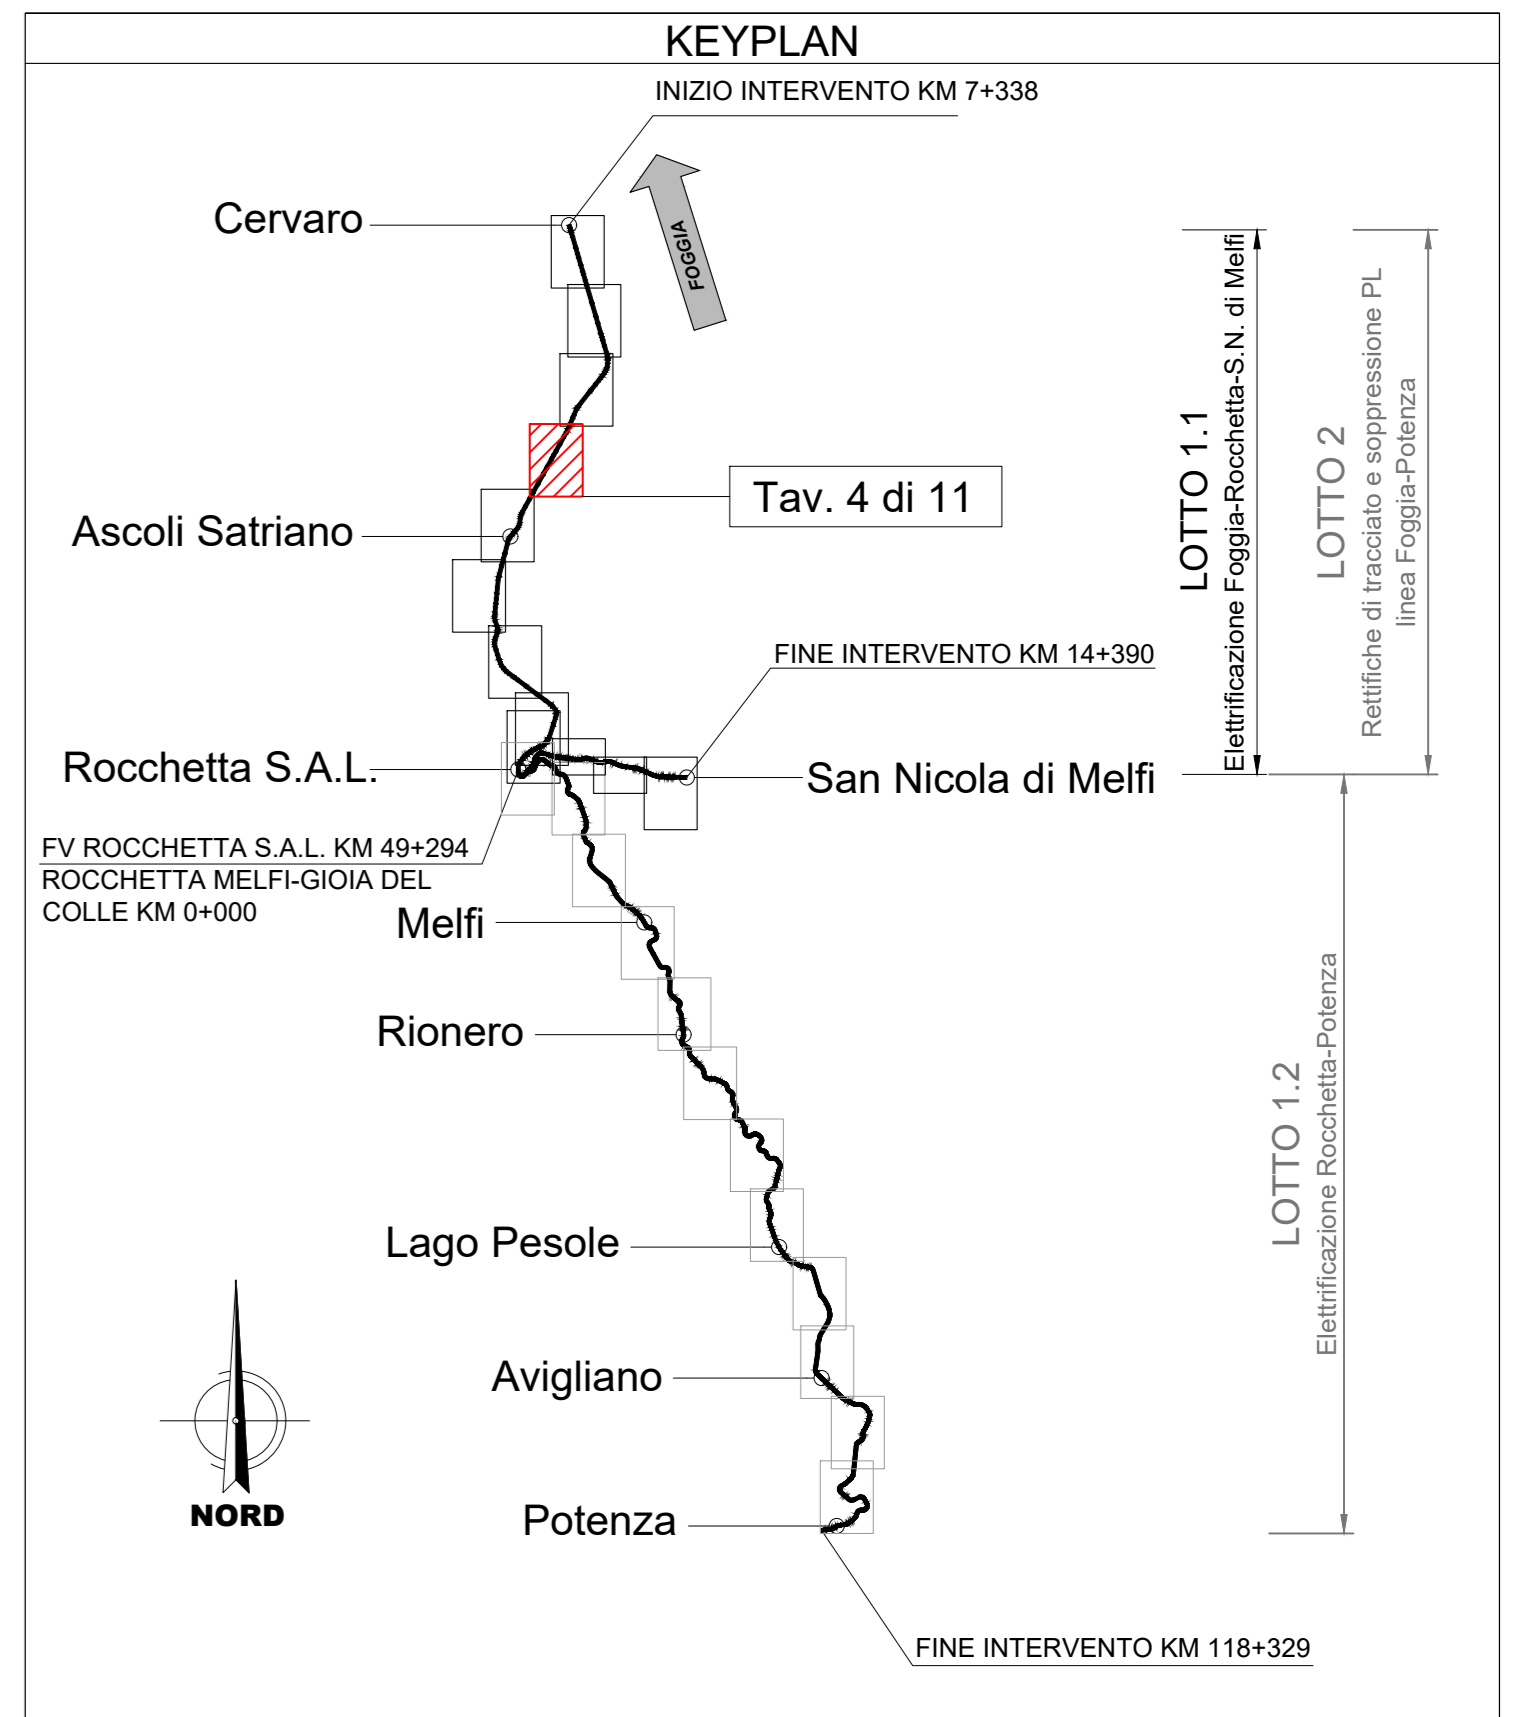 KEYPLAN
INIZIO INTERVENTO KM 7+338
FOGGIA
Cervaro
Tav. 4 di 11
Ascoli Satriano
FINE INTERVENTO KM 14+390
Rocchetta S.A.L.
San Nicola di Melfi
FV ROCCHETTA S.A.L. KM 49+294
ROCCHETTA MELFI-GIOIA DEL
COLLE KM 0+000
Melfi
Rionero
Lago Pesole
Avigliano
Potenza
FINE INTERVENTO KM 118+329
NORD
LOTTO 1.1
Elettrificazione Foggia-Rocchetta-S.N. di Melfi
LOTTO 2
Rettifiche di tracciato e soppressione PL
linea Foggia-Potenza
LOTTO 1.2
Elettrificazione Rocchetta-Potenza